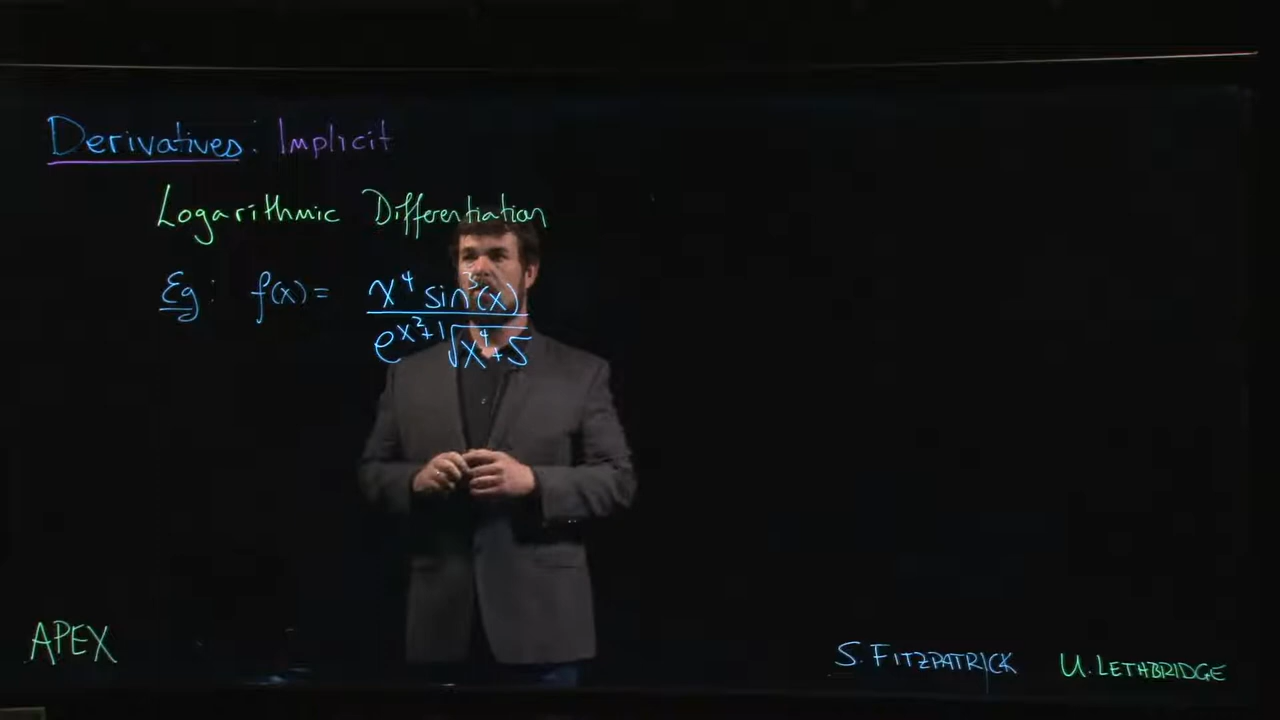 Derivatives: Implicit
Logarithmic Differentiation
Eg: f(x) = x⁴ sin³(x) / e^(x²+1) √(x⁴+5)
APEX
S. FITZPATRICK U. LETHBRIDGE